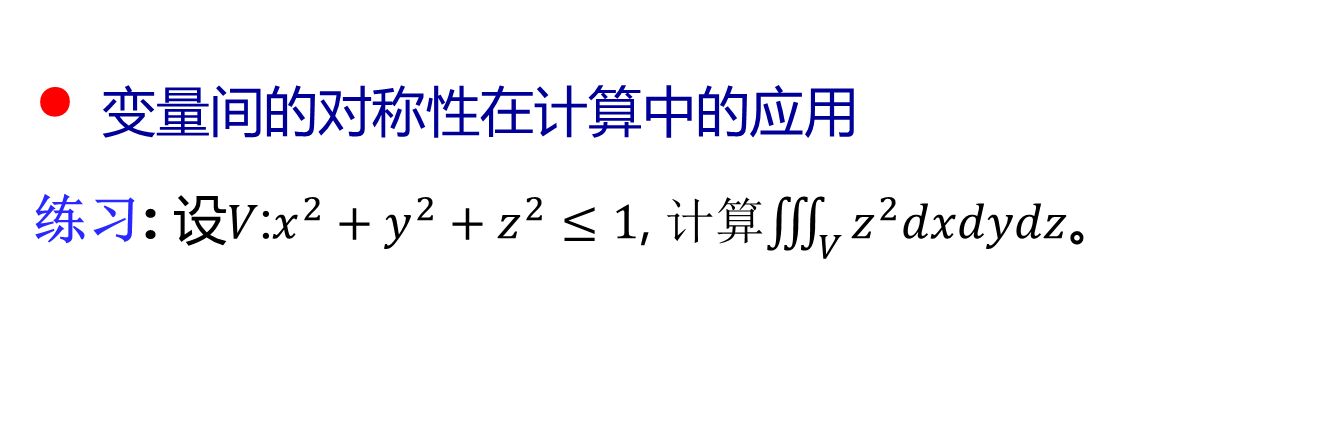 ● 变量间的对称性在计算中的应用
练习: 设V:x² + y² + z² ≤ 1, 计算∭_V z²dxdydz。